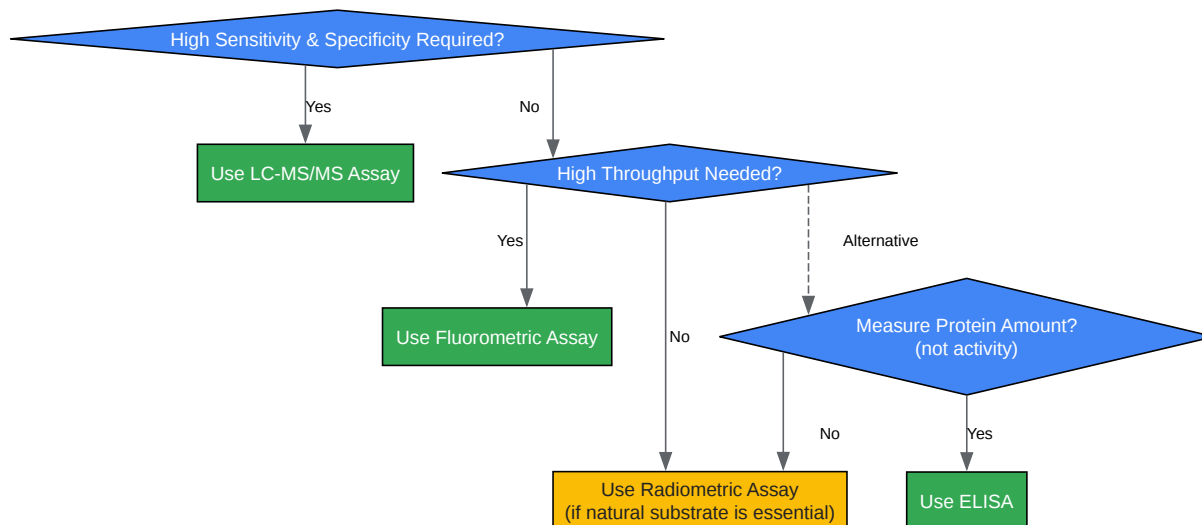 High Sensitivity & Specificity Required?
Yes
No
Use LC-MS/MS Assay
High Throughput Needed?
Yes
Alternative
Use Fluorometric Assay
No
Measure Protein Amount?
(not activity)
No
Yes
Use Radiometric Assay
(if natural substrate is essential)
Use ELISA